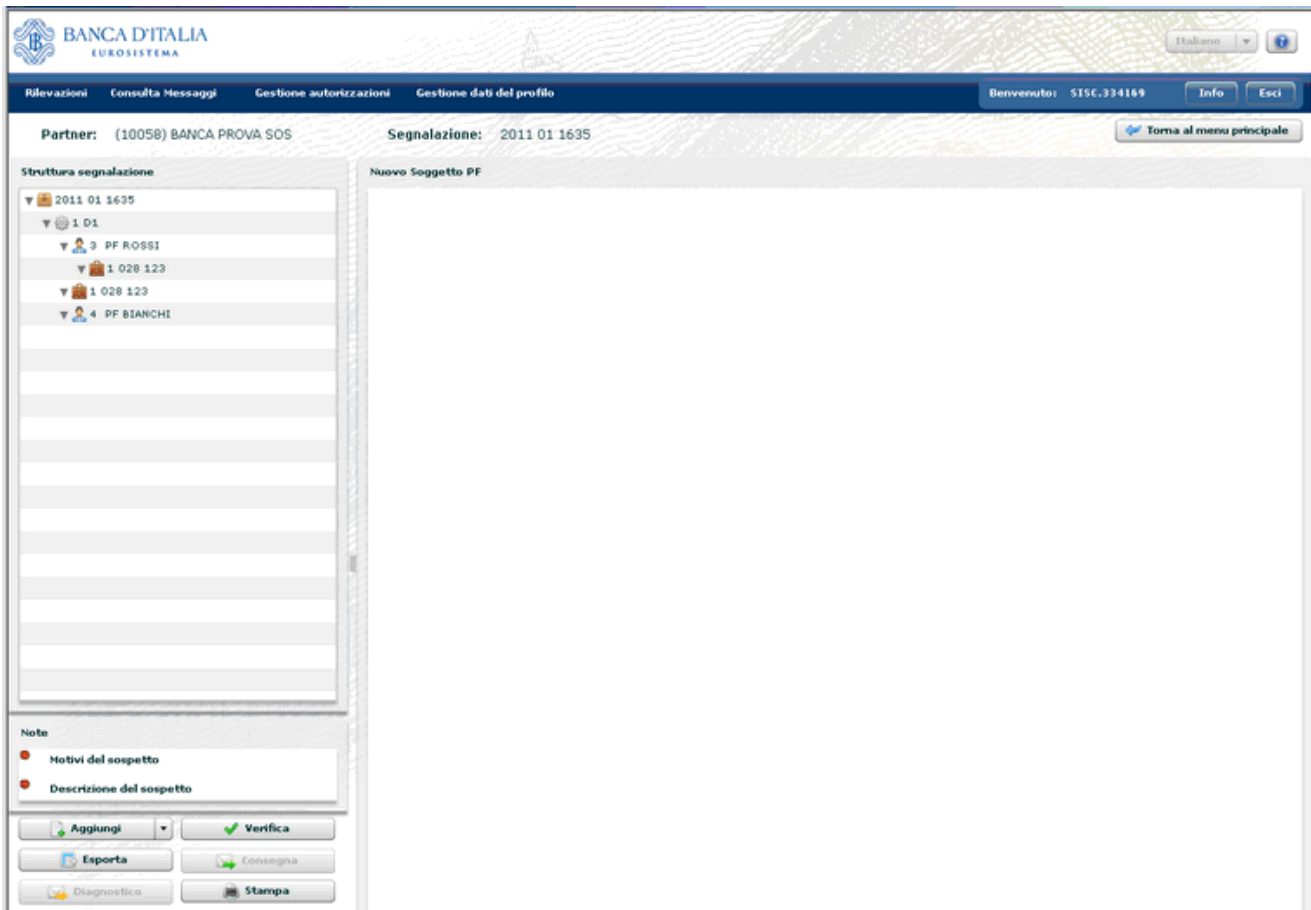 BANCA D'ITALIA
EUROSISTEMA
Italiano
Rilevazioni Consulta Messaggi Gestione autorizzazioni Gestione dati del profilo Benvenuto: SISC.334169 Info Esci
Partner: (10058) BANCA PROVA SOS Segnalazione: 2011 01 1635 Torna al menu principale
Struttura segnalazione Nuovo Soggetto PF
2011 01 1635
1 D1
3 PF ROSSI
1 028 123
1 028 123
4 PF BIANCHI
Note
Motivi del sospetto
Descrizione del sospetto
Aggiungi Verifica
Esporta Consegna
Diagnostico Stampa